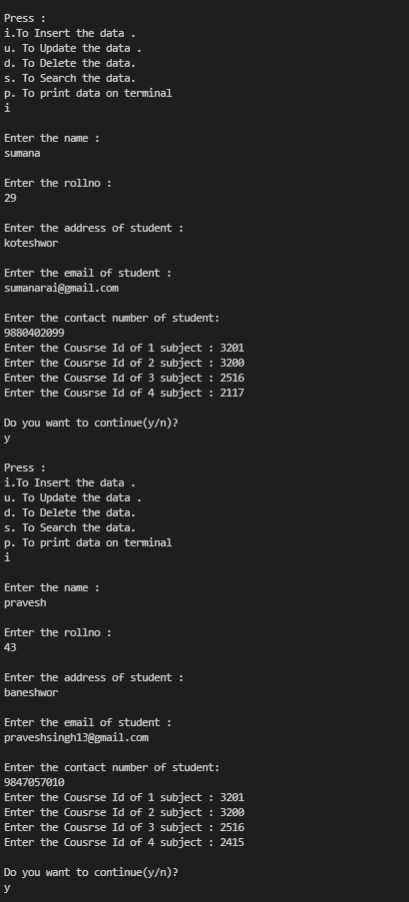 Press :
i.To Insert the data .
u. To Update the data .
d. To Delete the data.
s. To Search the data.
p. To print data on terminal
i
Enter the name :
sumana
Enter the rollno :
29
Enter the address of student :
koteshwor
Enter the email of student :
sumanarai@gmail.com
Enter the contact number of student:
9880402099
Enter the Cousrse Id of 1 subject : 3201
Enter the Cousrse Id of 2 subject : 3200
Enter the Cousrse Id of 3 subject : 2516
Enter the Cousrse Id of 4 subject : 2117
Do you want to continue(y/n)?
y
Press :
i.To Insert the data .
u. To Update the data .
d. To Delete the data.
s. To Search the data.
p. To print data on terminal
i
Enter the name :
pravesh
Enter the rollno :
43
Enter the address of student :
baneshwor
Enter the email of student :
praveshsingh13@gmail.com
Enter the contact number of student:
9847057010
Enter the Cousrse Id of 1 subject : 3201
Enter the Cousrse Id of 2 subject : 3200
Enter the Cousrse Id of 3 subject : 2516
Enter the Cousrse Id of 4 subject : 2415
Do you want to continue(y/n)?
y